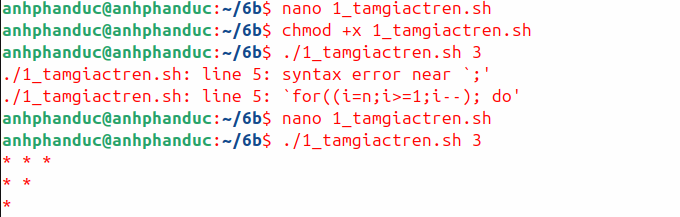 anhphanduc@anhphanduc:~/6b$ nano 1_tamgiactren.sh
anhphanduc@anhphanduc:~/6b$ chmod +x 1_tamgiactren.sh
anhphanduc@anhphanduc:~/6b$ ./1_tamgiactren.sh 3
./1_tamgiactren.sh: line 5: syntax error near `;'
./1_tamgiactren.sh: line 5: `for((i=n;i>=1;i--); do'
anhphanduc@anhphanduc:~/6b$ nano 1_tamgiactren.sh
anhphanduc@anhphanduc:~/6b$ ./1_tamgiactren.sh 3
* * *
* *
*